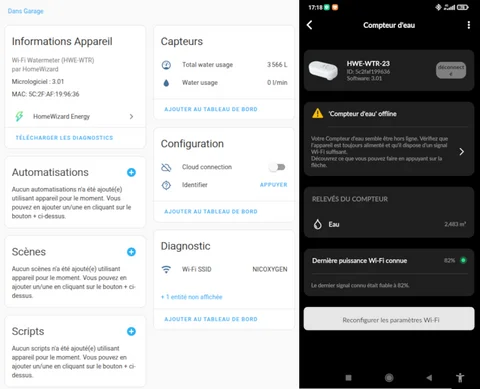 Dans Garage
Informations Appareil
Wi-Fi Watermeter (HWE-WTR)
par HomeWizard
Micrologiciel : 3.01
MAC: 5C:2F:AF:19:96:36
HomeWizard Energy
TÉLÉCHARGER LES DIAGNOSTICS
Automatisations
Aucun automatisations n'a été ajouté(e)
utilisant appareil pour le moment. Vous
pouvez en ajouter un/une en cliquant sur le
bouton + ci-dessus.
Scènes
Aucun scènes n'a été ajouté(e) utilisant
appareil pour le moment. Vous pouvez en
ajouter un/une en cliquant sur le bouton + ci-
dessus.
Scripts
Aucun scripts n'a été ajouté(e) utilisant
appareil pour le moment. Vous pouvez en
ajouter un/une en cliquant sur le bouton + ci-
dessus.
Capteurs
Total water usage 3 566 L
Water usage 0 l/min
AJOUTER AU TABLEAU DE BORD
Configuration
Cloud connection
Identifier APPUYER
AJOUTER AU TABLEAU DE BORD
Diagnostic
Wi-Fi SSID NICOXYGEN
+ 1 entité non affichée
AJOUTER AU TABLEAU DE BORD
17:18
Compteur d'eau
HWE-WTR-23
ID: 5c2faf199636
Software: 3.01
déconnecté
'Compteur d'eau' offline
Votre Compteur d'eau semble être hors ligne. Vérifiez que
l'appareil est toujours alimenté et qu'il dispose d'un signal
Wi-Fi suffisant.
Découvrez ce que vous pouvez faire en appuyant sur la
flèche.
RELEVÉS DU COMPTEUR
Eau 2,483 m³
Dernière puissance Wi-Fi connue 82%
Le dernier signal connu était fiable à 82%.
Reconfigurer les paramètres Wi-Fi